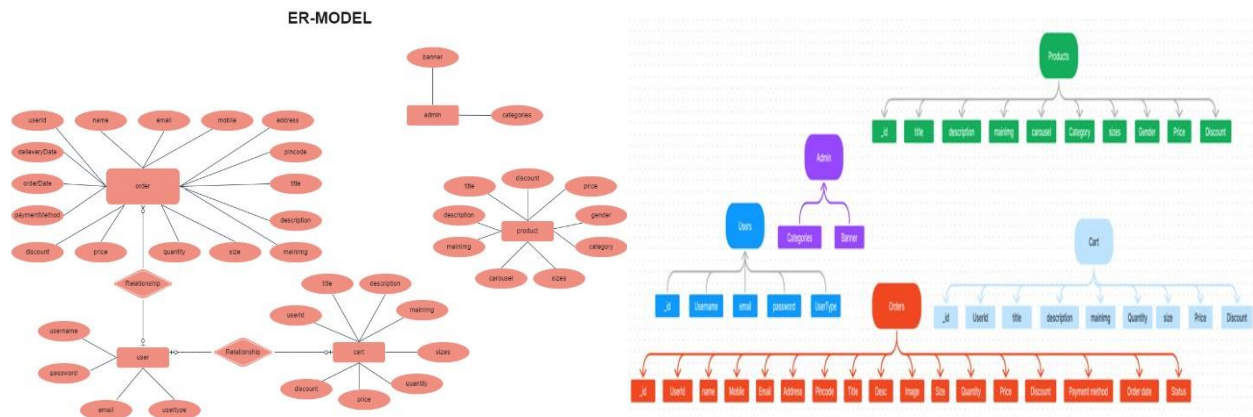 ER-MODEL
banner
admin
categories
userId
name
email
mobile
address
delieveryDate
pincode
orderDate
order
title
paymentMethod
description
discount
price
quantity
size
mainImg
Relationship
title
discount
price
description
product
gender
mainImg
category
carousel
sizes
username
user
password
email
usertype
Relationship
title
description
userId
mainImg
cart
sizes
discount
price
quantity
Products
_id
title
description
mainImg
carousel
Category
sizes
Gender
Price
Discount
Admin
Categories
Banner
Users
_id
Username
email
password
UserType
Cart
_id
UserId
title
description
mainImg
Quantity
size
Price
Discount
Orders
_id
UserId
name
Mobile
Email
Address
Pincode
Title
Desc
Image
Size
Quantity
Price
Discount
Payment method
Order date
Status